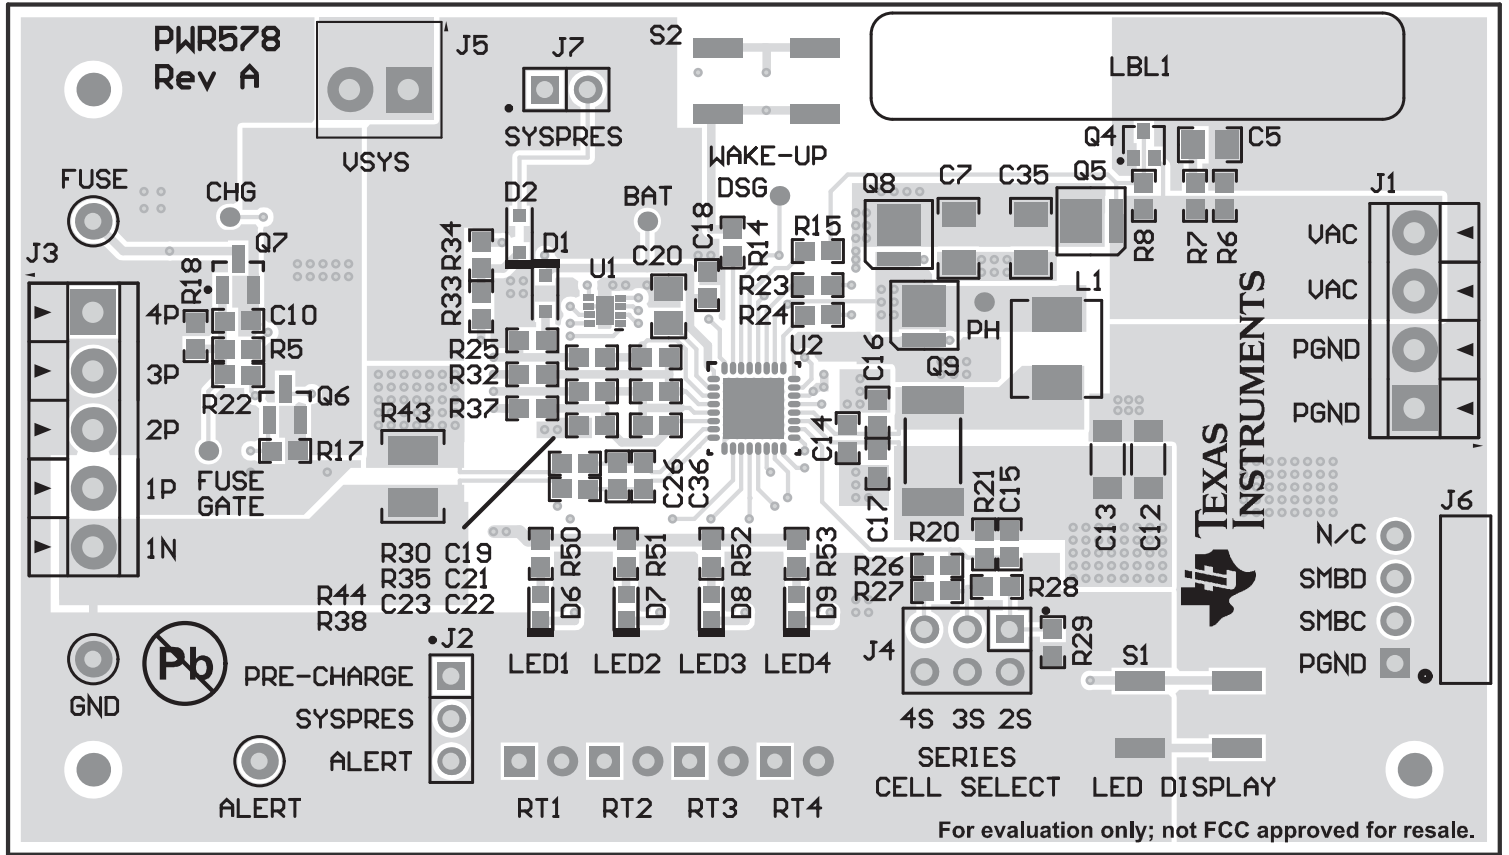 PWR578
Rev A
J5
VSYS
J7
SYSPRES
S2
WAKE-UP
DSG
LBL1
Q4
C5
R8
R7
R6
FUSE
CHG
Q7
R18
C10
R5
R22
Q6
R17
FUSE
GATE
J3
4P
3P
2P
1P
1N
D2
D1
R34
R33
BAT
U1
C20
C18
R14
R15
R23
R24
Q8
C7
C35
Q5
Q9
PH
L1
J1
VAC
VAC
PGND
PGND
R25
R32
R37
R43
U2
C16
C14
C17
C26
C36
R21
C15
R20
R26
R27
R28
R29
C13
C12
TEXAS
INSTRUMENTS
J6
N/C
SMBD
SMBC
PGND
R30 C19
R35 C21
R44 C23 C22
R38
R50
R51
R52
R53
D6
D7
D8
D9
LED1
LED2
LED3
LED4
J4
4S 3S 2S
SERIES
CELL SELECT
S1
LED DISPLAY
GND
Pb
J2
PRE-CHARGE
SYSPRES
ALERT
ALERT
RT1
RT2
RT3
RT4
For evaluation only; not FCC approved for resale.